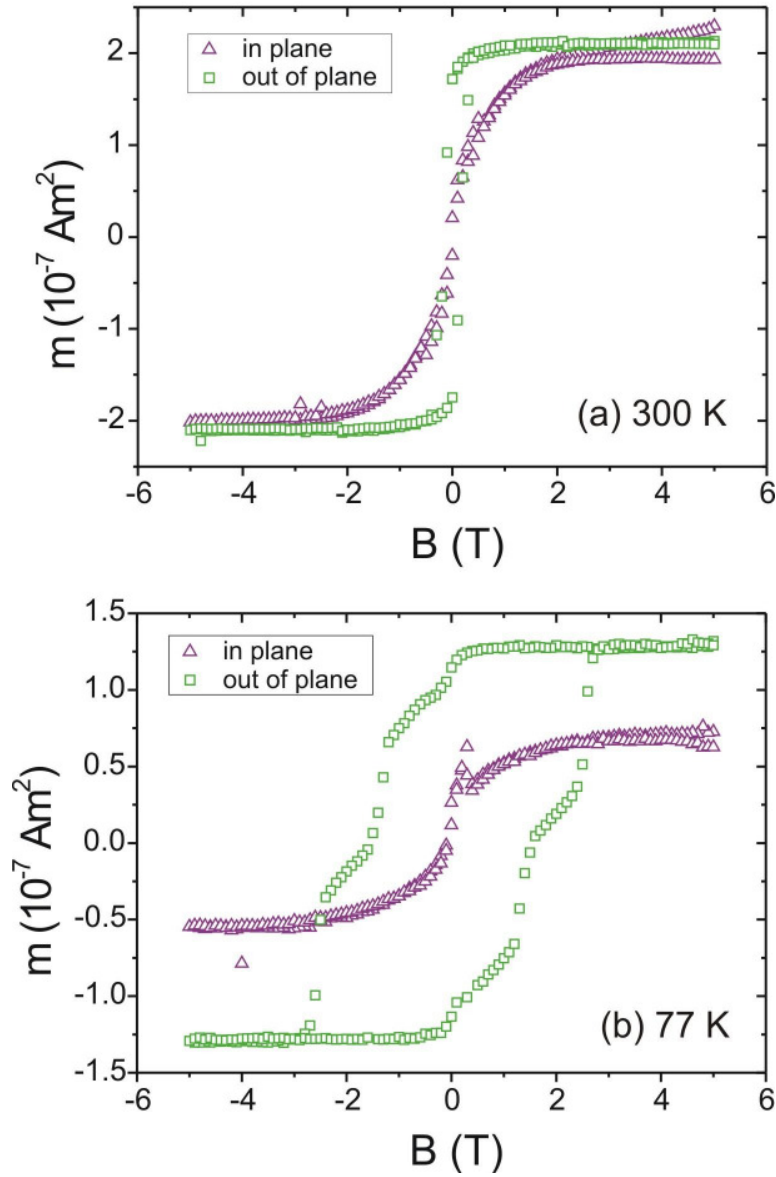 2
1
0
-1
-2
m (10⁻⁷ Am²)
in plane
out of plane
(a) 300 K
-6 -4 -2 0 2 4 6
B (T)
1.5
1.0
0.5
0.0
-0.5
-1.0
-1.5
m (10⁻⁷ Am²)
in plane
out of plane
(b) 77 K
-6 -4 -2 0 2 4 6
B (T)